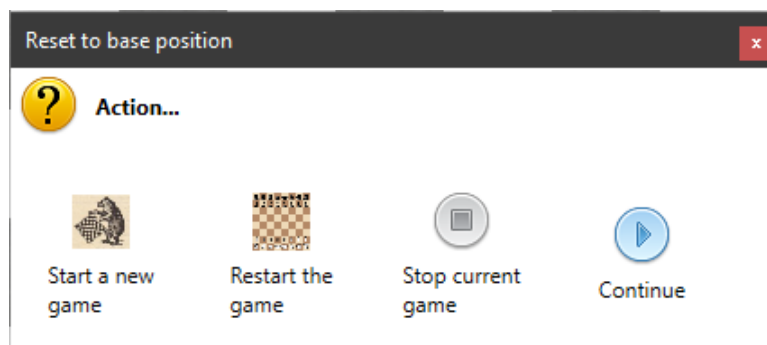 Reset to base position
x
?
Action...
Start a new
game
Restart the
game
Stop current
game
Continue